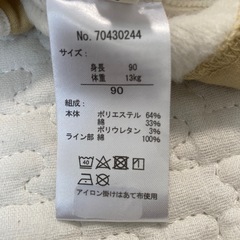 No. 70430244
サイズ:
身長 90
体重 13kg
90
組成:
本体 ポリエステル 64%
綿 33%
ポリウレタン 3%
ライン部 綿 100%
40
アイロン掛けはあて布使用